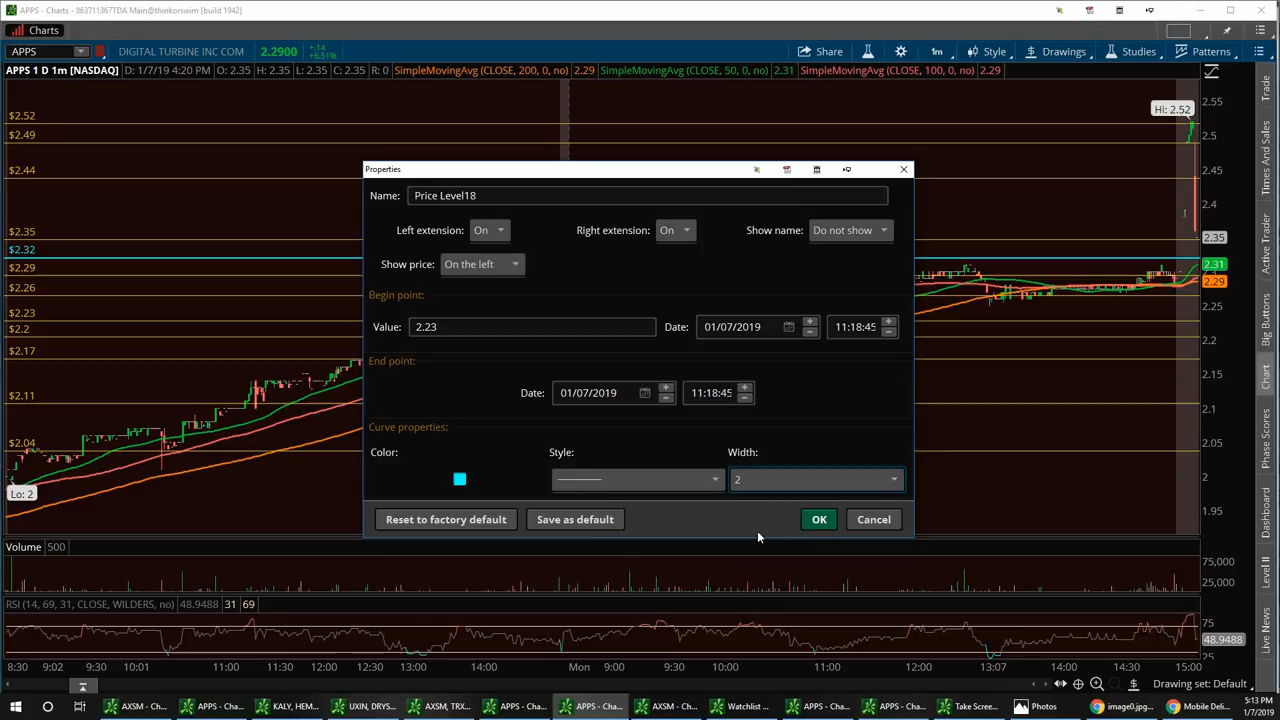 APPS - Charts - 863711367TDA Main@thinkorswim [build 1942]
Charts
APPS
DIGITAL TURBINE INC COM
2.2900
+.14
+6.51%
Share
1m
Style
Drawings
Studies
Patterns
APPS 1 D 1m [NASDAQ]
D: 1/7/19 4:20 PM
O: 2.35
H: 2.35
L: 2.35
C: 2.35
R: 0
SimpleMovingAvg (CLOSE, 200, 0, no)
2.29
SimpleMovingAvg (CLOSE, 50, 0, no)
2.31
SimpleMovingAvg (CLOSE, 100, 0, no)
2.29
$2.52
$2.49
$2.44
$2.35
$2.32
$2.29
$2.26
$2.23
$2.2
$2.17
$2.11
$2.04
Lo: 2
Hi: 2.52
2.55
2.5
2.45
2.4
2.35
2.31
2.29
2.25
2.2
2.15
2.1
2.05
2
1.95
Properties
Name:
Price Level18
Left extension:
On
Right extension:
On
Show name:
Do not show
Show price:
On the left
Begin point:
Value:
2.23
Date:
01/07/2019
11:18:45
End point:
Date:
01/07/2019
11:18:45
Curve properties:
Color:
Style:
Width:
2
Reset to factory default
Save as default
OK
Cancel
Trade
Times And Sales
Active Trader
Big Buttons
Chart
Phase Scores
Dashboard
Level II
Live News
Volume
500
75,000
25,000
RSI (14, 69, 31, CLOSE, WILDERS, no)
48.9488
31
69
75
48.9488
25
8:30
9:02
9:30
10:01
11:00
12:00
12:30
13:00
14:00
Mon
9:00
9:30
10:00
11:00
12:00
13:07
14:00
14:30
15:00
Drawing set: Default
AXSM - Cha...
APPS - Cha...
KALY, HEM...
UXIN, DRYS...
AXSM, TRX...
APPS - Cha...
APPS - Cha...
AXSM - Cha...
Watchlist ...
APPS - Cha...
APPS - Cha...
Take Scree...
Photos
image0.jpg...
Mobile Deli...
5:13 PM
1/7/2019